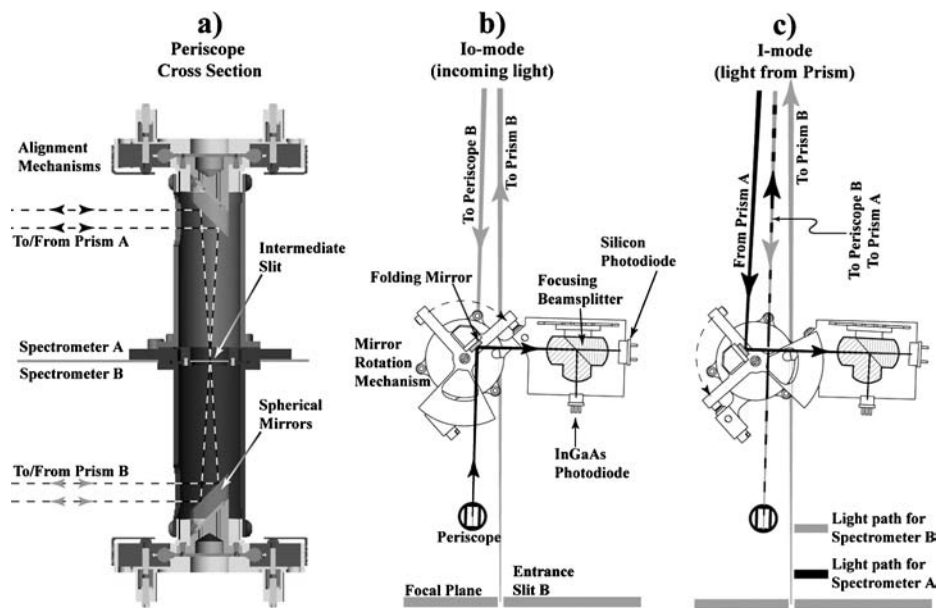 a)
Periscope
Cross Section
Alignment
Mechanisms
To/From Prism A
Intermediate
Slit
Spectrometer A
Spectrometer B
Spherical
Mirrors
To/From Prism B
b)
Io-mode
(incoming light)
To Periscope B
To Prism B
Folding Mirror
Silicon
Photodiode
Focusing
Beamsplitter
Mirror
Rotation
Mechanism
InGaAs
Photodiode
Periscope
Focal Plane
Entrance
Slit B
c)
I-mode
(light from Prism)
From Prism A
To Prism B
To Periscope B
To Prism A
Light path for
Spectrometer B
Light path for
Spectrometer A